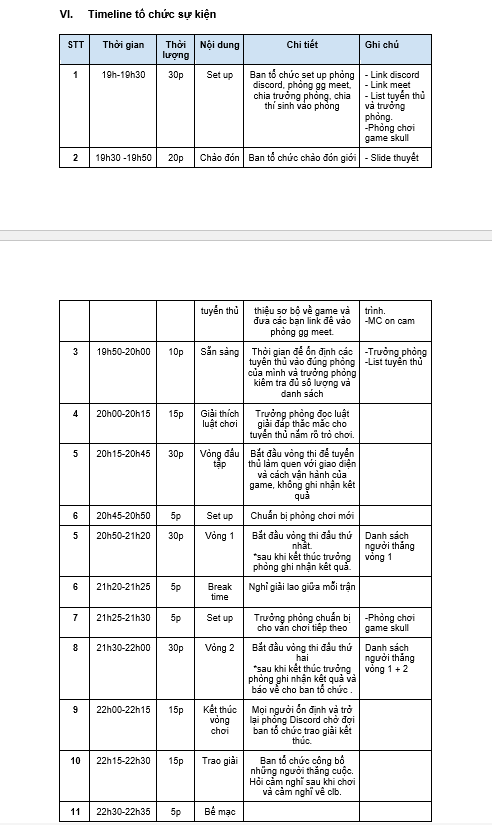 VI. Timeline tổ chức sự kiện
STT Thời gian Thời lượng Nội dung Chi tiết Ghi chú
1 19h-19h30 30p Set up Ban tổ chức set up phòng - Link discord
discord, phòng gg meet, - Link meet
chia trưởng phòng, chia - List tuyển thủ
thí sinh vào phòng và trưởng
phòng.
-Phòng chơi
game skull
2 19h30 -19h50 20p Chào đón Ban tổ chức chào đón giới - Slide thuyết
tuyển thủ thiệu sơ bộ về game và trình.
đưa các bạn link để vào -MC on cam
phòng gg meet.
3 19h50-20h00 10p Sẵn sàng Thời gian để ổn định các -Trưởng phòng
tuyển thủ vào đúng phòng -List tuyển thủ
của mình và trưởng phòng
kiểm tra đủ số lượng và
danh sách
4 20h00-20h15 15p Giải thích Trưởng phòng đọc luật
luật chơi giải đáp thắc mắc cho
tuyển thủ nắm rõ trò chơi.
5 20h15-20h45 30p Vòng đấu Bắt đầu vòng thi để tuyển
tập thủ làm quen với giao diện
và cách vận hành của
game, không ghi nhận kết
quả
6 20h45-20h50 5p Set up Chuẩn bị phòng chơi mới
5 20h50-21h20 30p Vòng 1 Bắt đầu vòng thi đấu thứ Danh sách
nhất. người thắng
*sau khi kết thúc trưởng vòng 1
phòng ghi nhận kết quả.
6 21h20-21h25 5p Break Nghỉ giải lao giữa mỗi trận
time
7 21h25-21h30 5p Set up Trưởng phòng chuẩn bị -Phòng chơi
cho ván chơi tiếp theo game skull
8 21h30-22h00 30p Vòng 2 Bắt đầu vòng thi đấu thứ Danh sách
hai người thắng
*sau khi kết thúc trưởng vòng 1 + 2
phòng ghi nhận kết quả và
báo về cho ban tổ chức .
9 22h00-22h15 15p Kết thúc Mọi người ổn định và trở
vòng lại phòng Discord chờ đợi
chơi ban tổ chức trao giải kết
thúc.
10 22h15-22h30 15p Trao giải Ban tổ chức công bố
những người thắng cuộc.
Hỏi cảm nghĩ sau khi chơi
và cảm nghĩ về clb.
11 22h30-22h35 5p Bế mạc